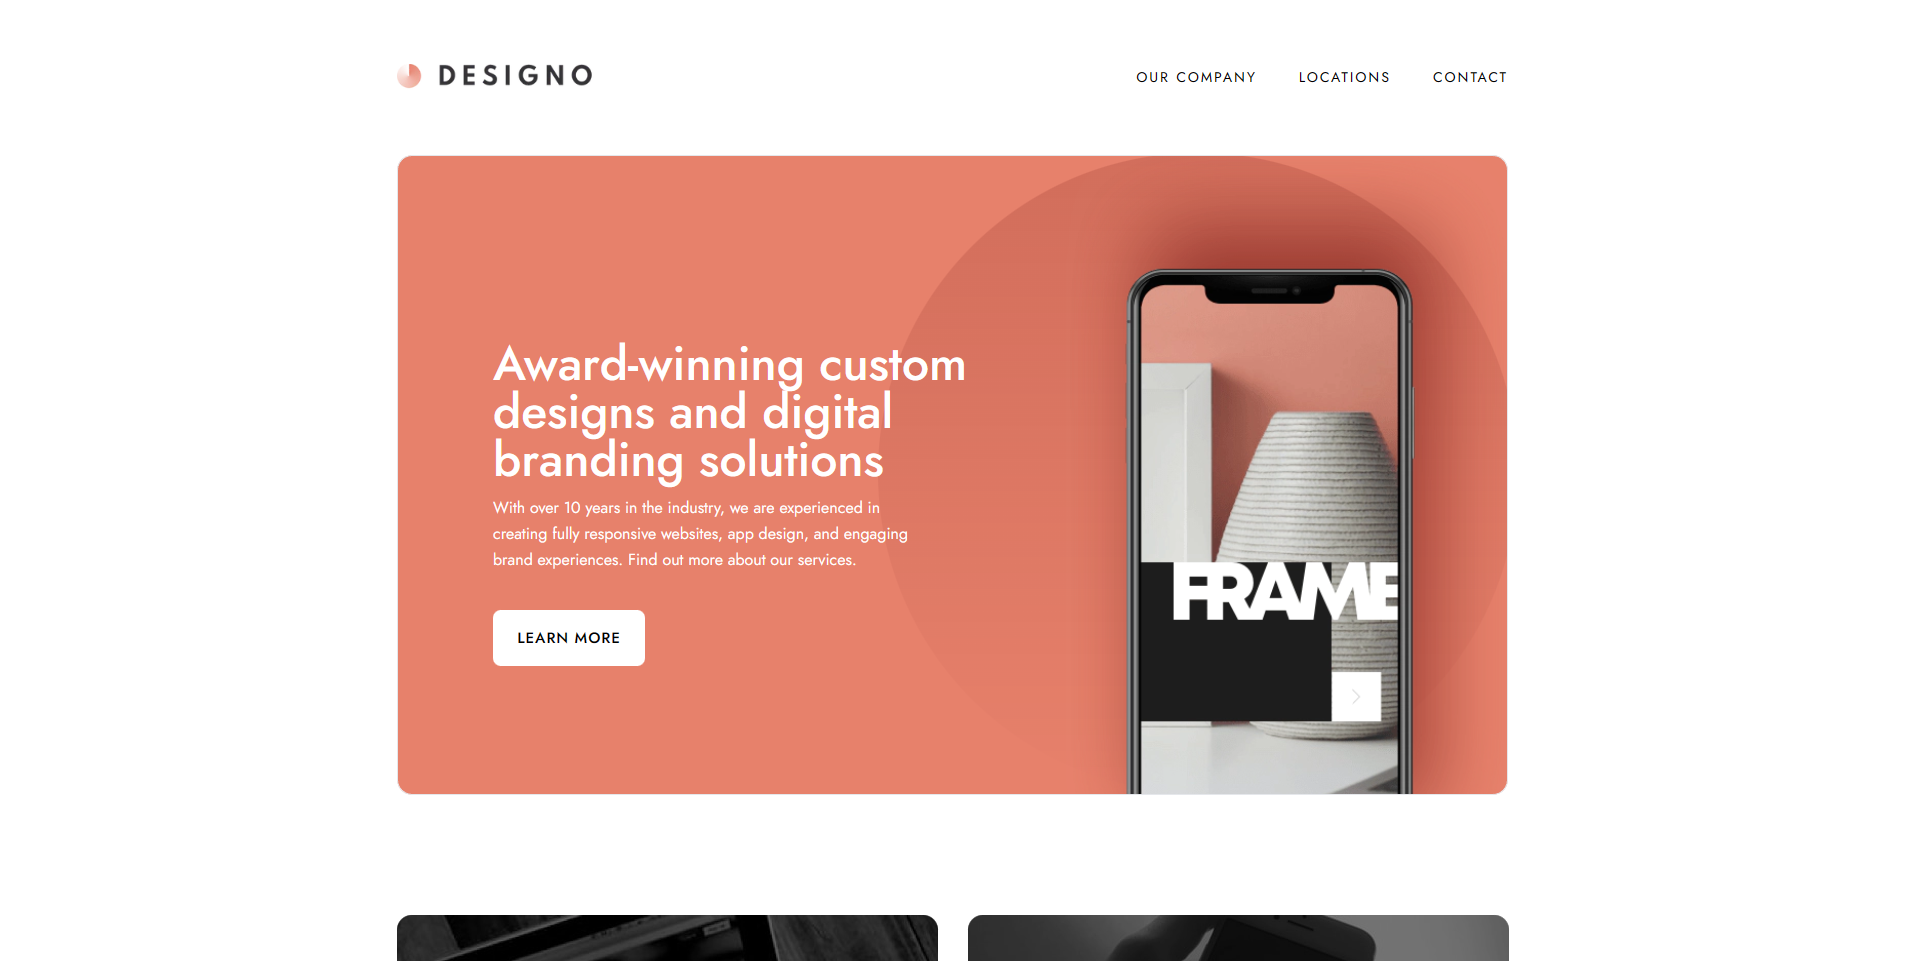 DESIGNO
OUR COMPANY
LOCATIONS
CONTACT
Award-winning custom
designs and digital
branding solutions
With over 10 years in the industry, we are experienced in
creating fully responsive websites, app design, and engaging
brand experiences. Find out more about our services.
LEARN MORE
FRAME